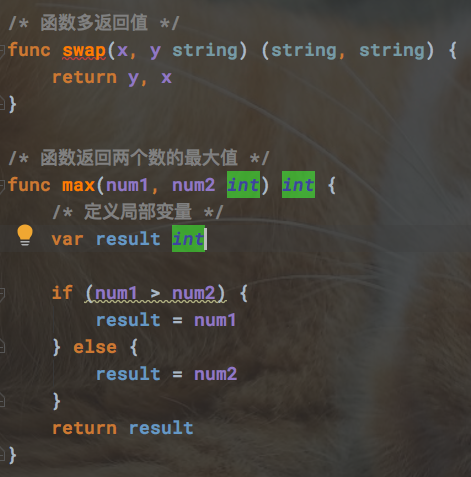 /* 函数多返回值 */
func swap(x, y string) (string, string) {
    return y, x
}

/* 函数返回两个数的最大值 */
func max(num1, num2 int) int {
    /* 定义局部变量 */
    var result int

    if (num1 > num2) {
        result = num1
    } else {
        result = num2
    }
    return result
}